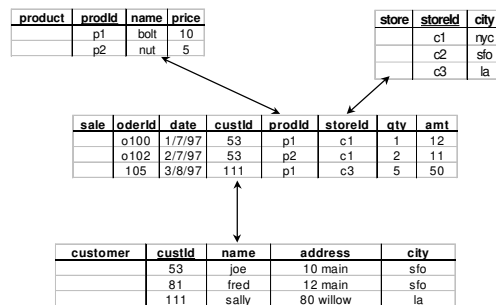 product prodId name price
p1 bolt 10
p2 nut 5
store storeId city
c1 nyc
c2 sfo
c3 la
sale oderId date custId prodId storeId qty amt
o100 1/7/97 53 p1 c1 1 12
o102 2/7/97 53 p2 c1 2 11
105 3/8/97 111 p1 c3 5 50
customer custId name address city
53 joe 10 main sfo
81 fred 12 main sfo
111 sally 80 willow la